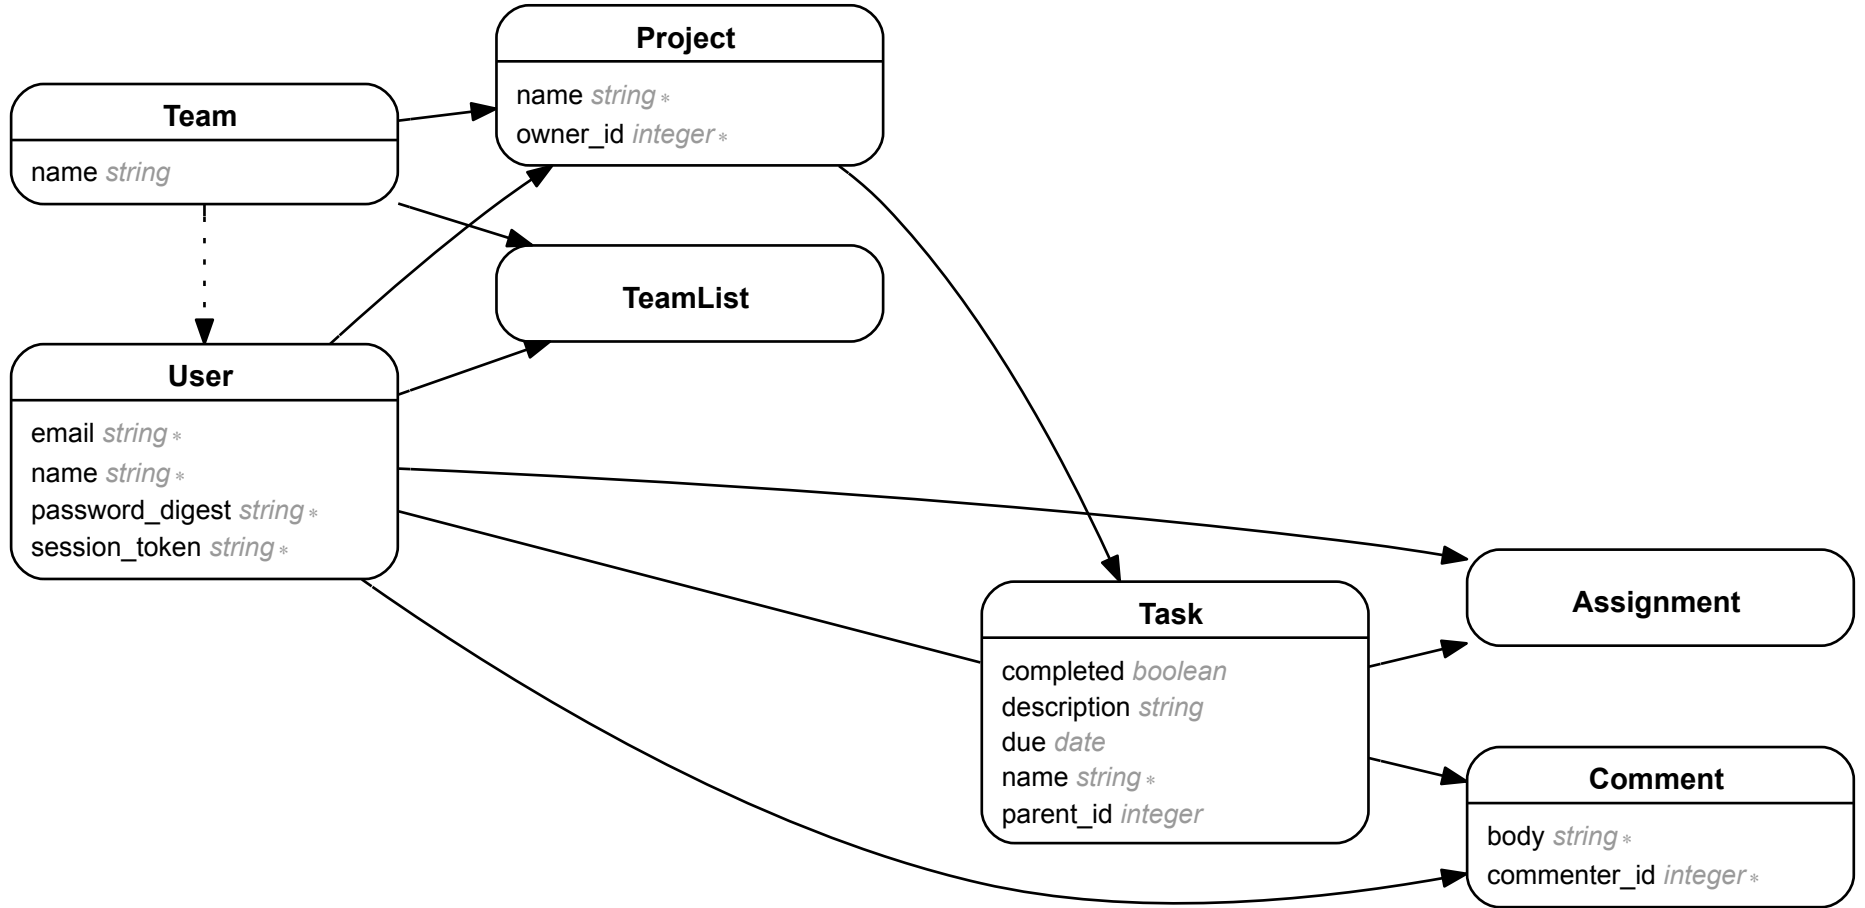 Project
name string *
owner_id integer *
Team
name string
TeamList
User
email string *
name string *
password_digest string *
session_token string *
Task
completed boolean
description string
due date
name string *
parent_id integer
Assignment
Comment
body string *
commenter_id integer *